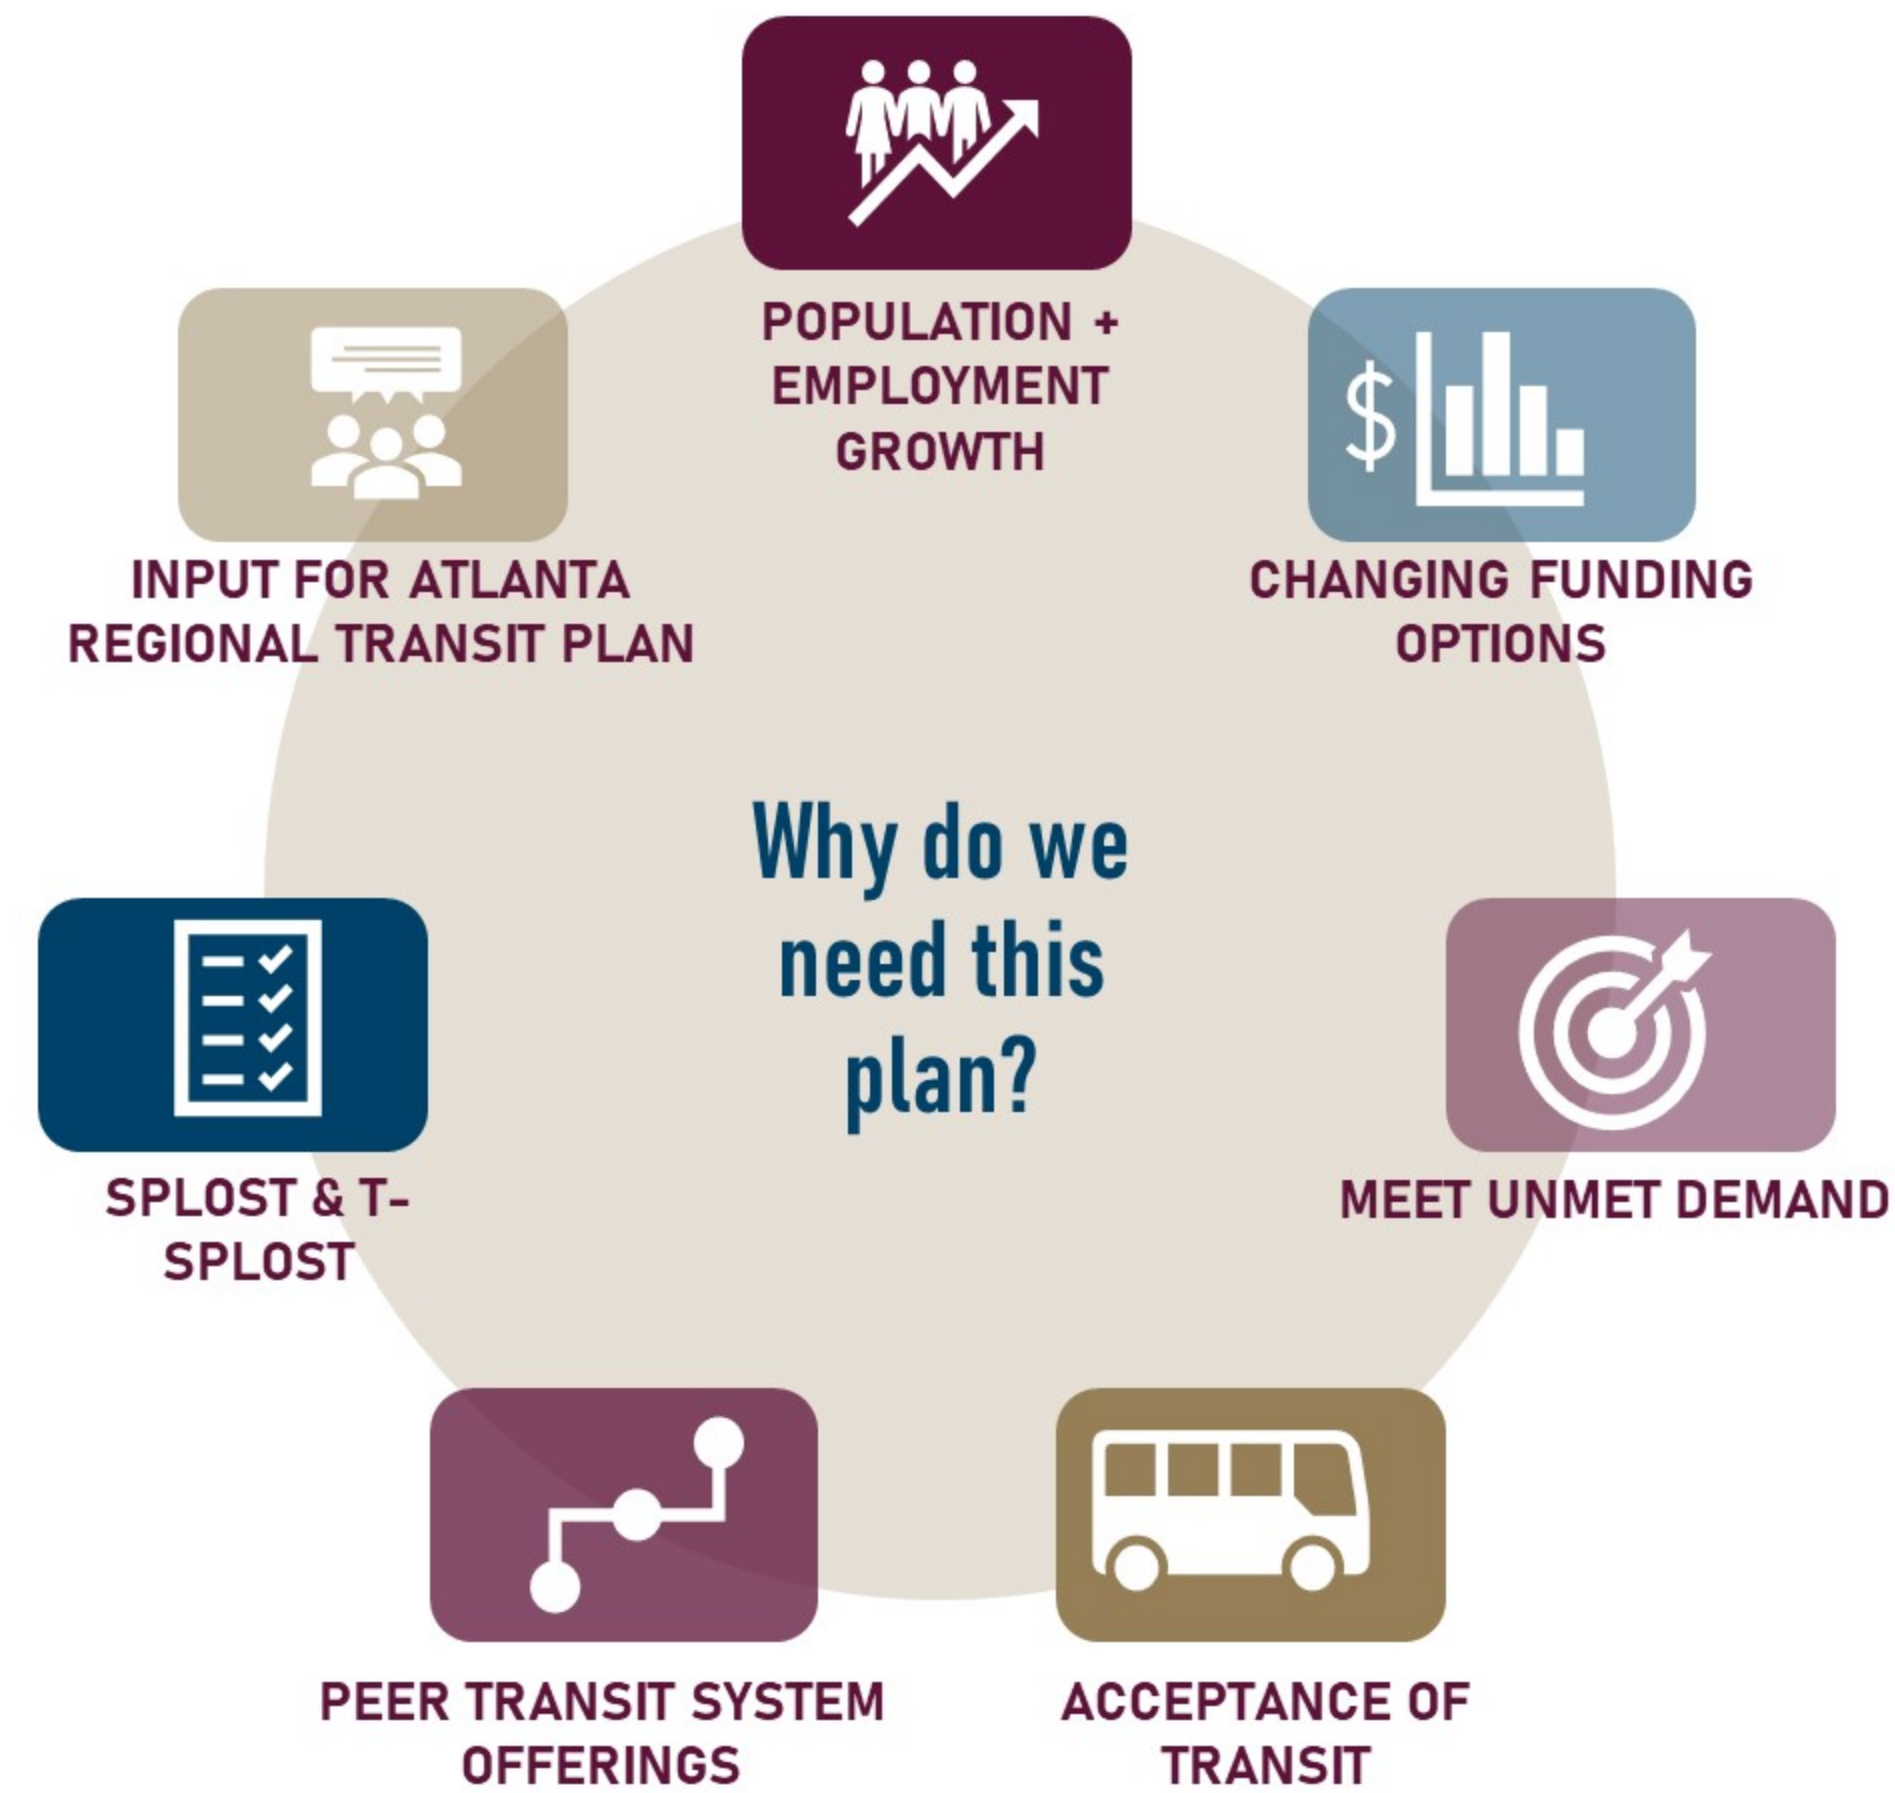 POPULATION +
EMPLOYMENT
GROWTH
CHANGING FUNDING
OPTIONS
MEET UNMET DEMAND
ACCEPTANCE OF
TRANSIT
PEER TRANSIT SYSTEM
OFFERINGS
SPLOST & T-
SPLOST
INPUT FOR ATLANTA
REGIONAL TRANSIT PLAN
Why do we
need this
plan?
$